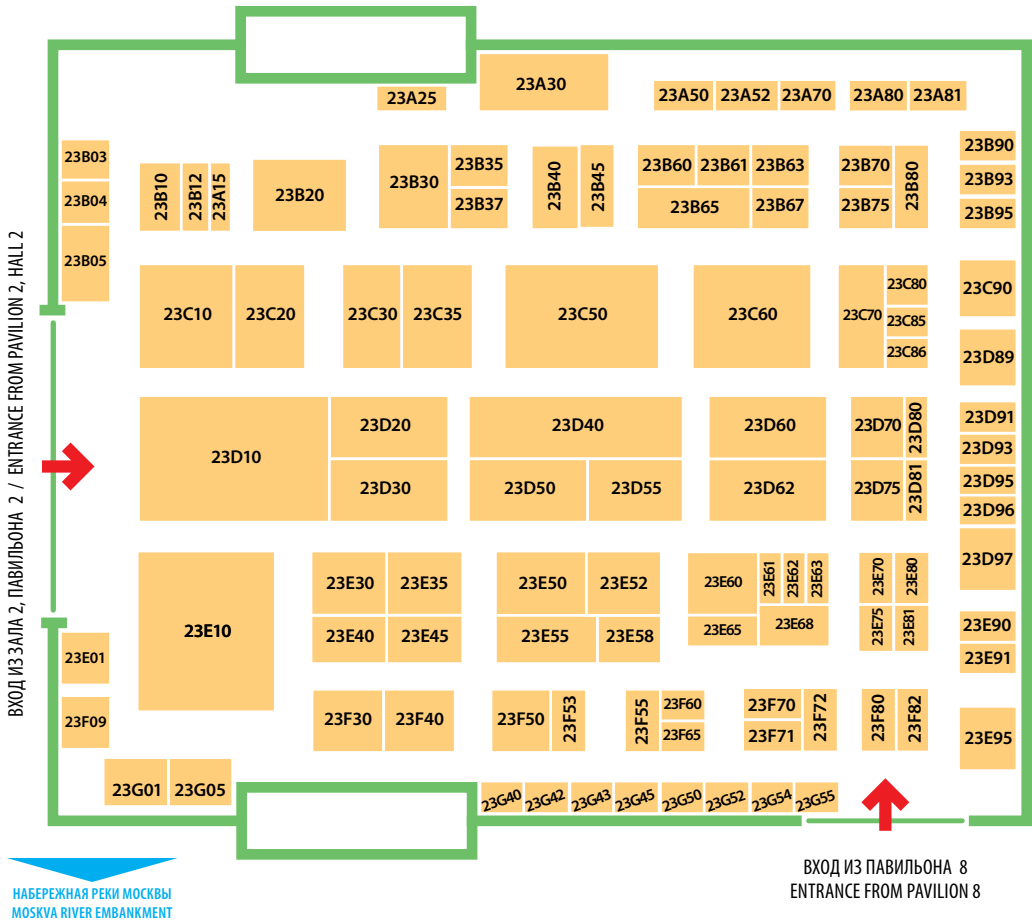 23A30
23A25
23A50 23A52 23A70 23A80 23A81
23B03
23B04
23B05
23B10
23B12
23A15
23B20
23B30
23B35
23B37
23B40
23B45
23B60 23B61 23B63
23B65 23B67
23B70
23B75
23B80
23B90
23B93
23B95
23C10 23C20
23C30 23C35
23C50
23C60
23C70
23C80
23C85
23C86
23C90
23D89
23D10
23D20
23D30
23D40
23D50 23D55
23D60
23D62
23D70
23D75
23D80
23D81
23D91
23D93
23D95
23D96
23D97
23E10
23E30 23E35
23E40 23E45
23E50 23E52
23E55 23E58
23E60
23E65
23E61
23E62
23E63
23E68
23E70
23E80
23E75
23E81
23E90
23E91
23E95
23E01
23F09
23F30 23F40
23F50
23F53
23F55
23F60
23F65
23F70
23F71
23F72
23F80
23F82
23G01 23G05
23G40 23G42 23G43 23G45 23G50 23G52 23G54 23G55
ВХОД ИЗ ЗАЛА 2, ПАВИЛЬОНА 2 / ENTRANCE FROM PAVILION 2, HALL 2
ВХОД ИЗ ПАВИЛЬОНА 8
ENTRANCE FROM PAVILION 8
НАБЕРЕЖНАЯ РЕКИ МОСКВЫ
MOSKVA RIVER EMBANKMENT